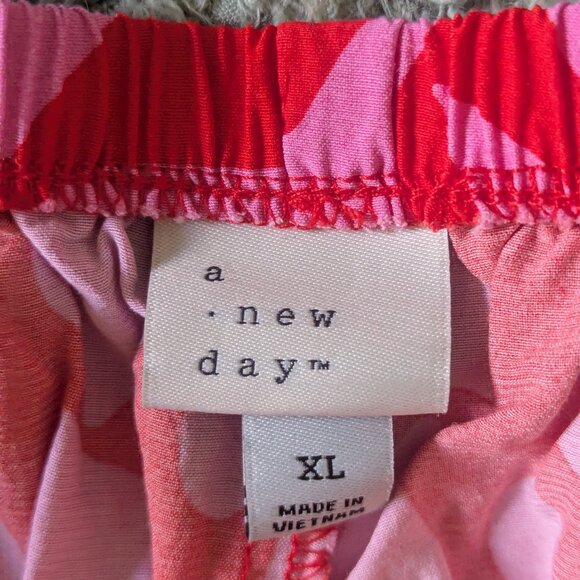 a
· new
day™
XL
MADE IN
VIETNAM